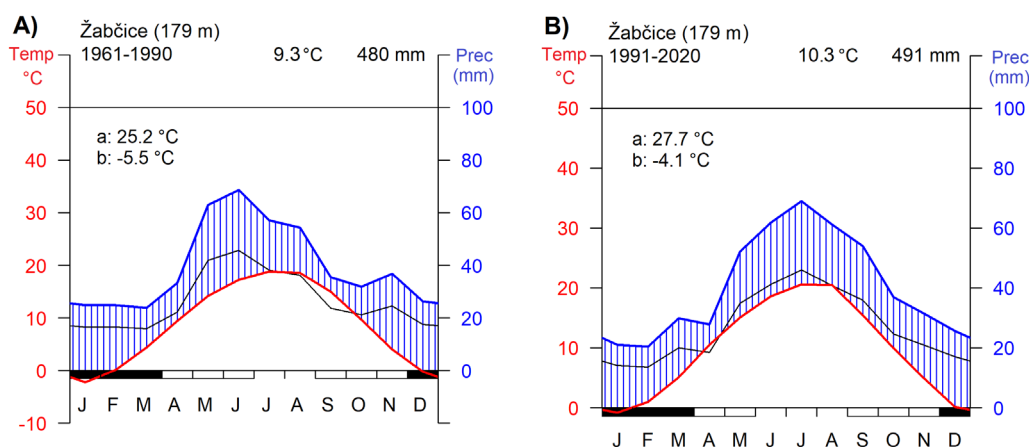 A)
Žabčice (179 m)
Temp
°C
1961-1990
9.3 °C
480 mm
Prec
(mm)
a: 25.2 °C
b: -5.5 °C
50
40
30
20
10
0
-10
100
80
60
40
20
0
J F M A M J J A S O N D
B)
Žabčice (179 m)
Temp
°C
1991-2020
10.3 °C
491 mm
Prec
(mm)
a: 27.7 °C
b: -4.1 °C
50
40
30
20
10
0
100
80
60
40
20
0
J F M A M J J A S O N D